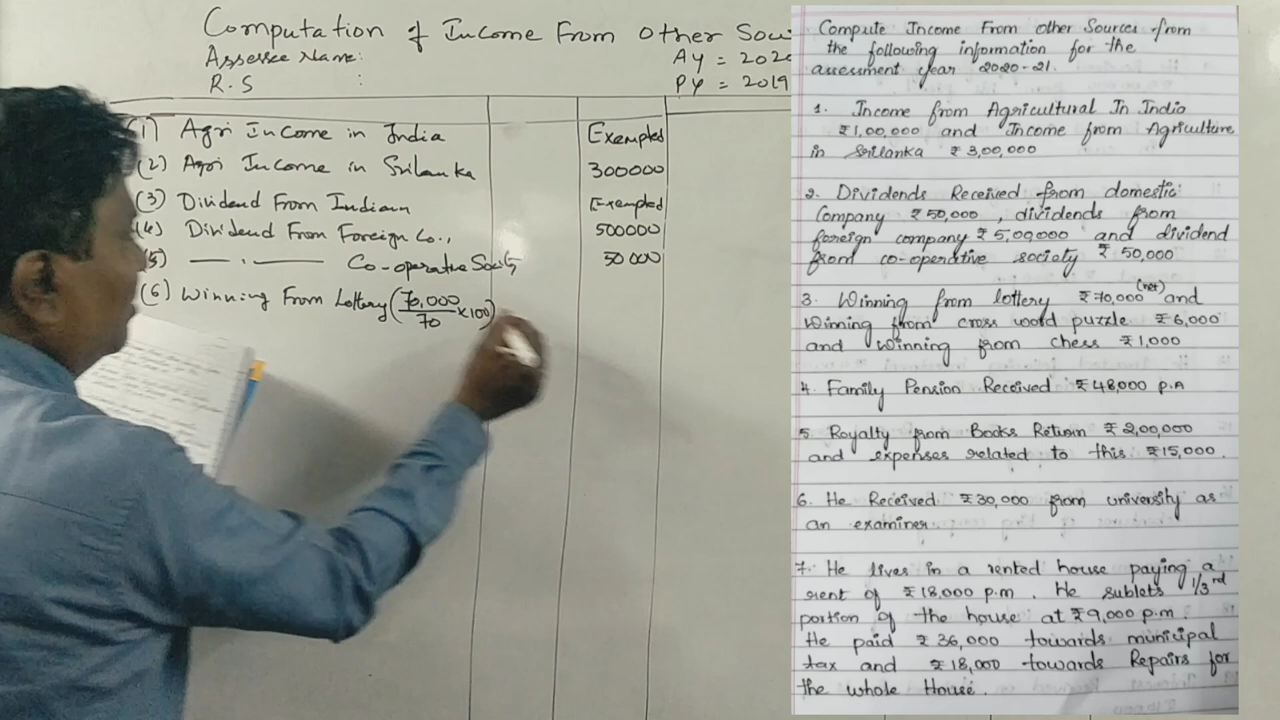 Computation of Income From Other Sou
Assessee Name:
R.S :
AY = 202
PY = 2019
(1) Agri Income in India Exempted
(2) Agri Income in Srilanka 300000
(3) Dividend From Indian Exempted
(4) Dividend From Foreign Co., 500000
(5) — . — Co-operative Society 50000
(6) Winning From Lottery (70,000/70 × 100)
Compute Income From other Sources from
the following information for the
assessment year 2020-21.
1. Income from Agricultural In India
₹1,00,000 and Income from Agriculture
in Srilanka ₹3,00,000
2. Dividends Received from domestic
Company ₹50,000, dividends from
foreign company ₹5,00,000 and dividend
from co-operative society ₹50,000
3. Winning from lottery ₹70,000 (net) and
winning from cross word puzzle ₹6,000
and winning from chess ₹1,000
4. Family Pension Received ₹48,000 p.a
5. Royalty from Books Return ₹2,00,000
and expenses related to this ₹15,000.
6. He Received ₹30,000 from university as
an examiner
7. He lives in a rented house paying a
rent of ₹18,000 p.m. He sublets 1/3rd
portion of the house at ₹9,000 p.m.
He paid ₹36,000 towards municipal
tax and ₹18,000 towards Repairs for
the whole House.